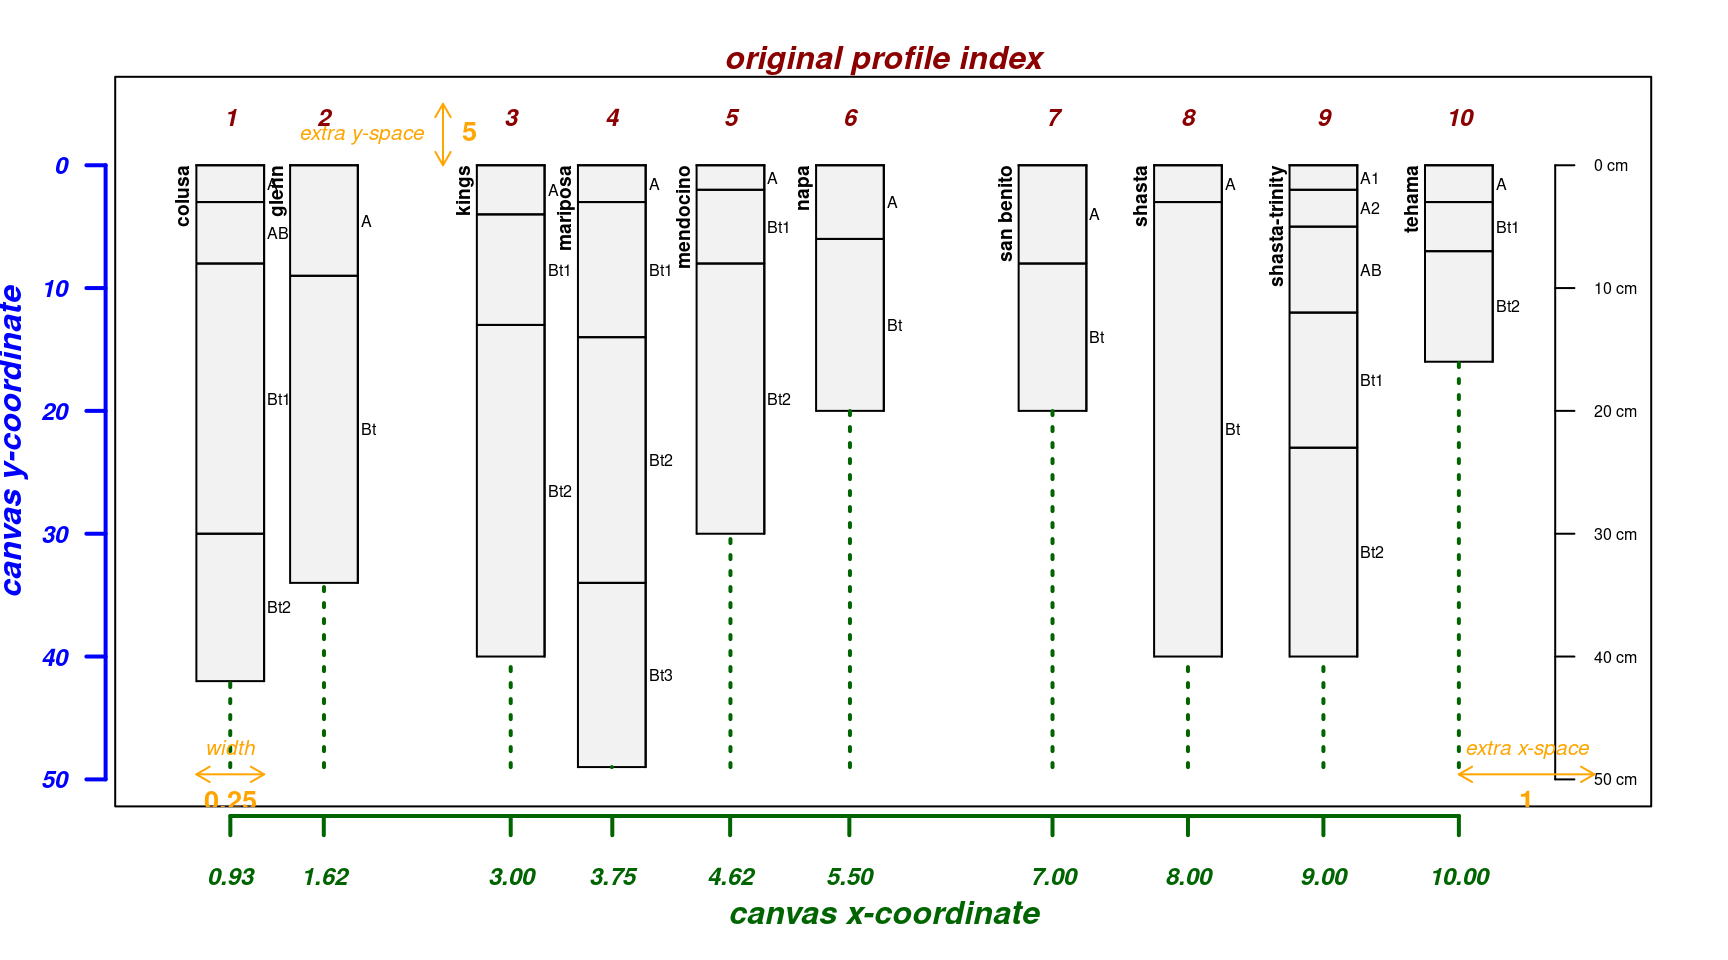 original profile index
1 2 3 4 5 6 7 8 9 10
extra y-space 5
canvas y-coordinate
0
10
20
30
40
50
colusa
A
AB
Bt1
Bt2
glenn
A
Bt
kings
A
Bt1
Bt2
mariposa
A
Bt1
Bt2
Bt3
mendocino
A
Bt1
Bt2
napa
A
Bt
san benito
A
Bt
shasta
A
Bt
shasta-trinity
A1
A2
AB
Bt1
Bt2
tehama
A
Bt1
Bt2
0 cm
10 cm
20 cm
30 cm
40 cm
50 cm
width
0.25
extra x-space
1
0.93 1.62 3.00 3.75 4.62 5.50 7.00 8.00 9.00 10.00
canvas x-coordinate